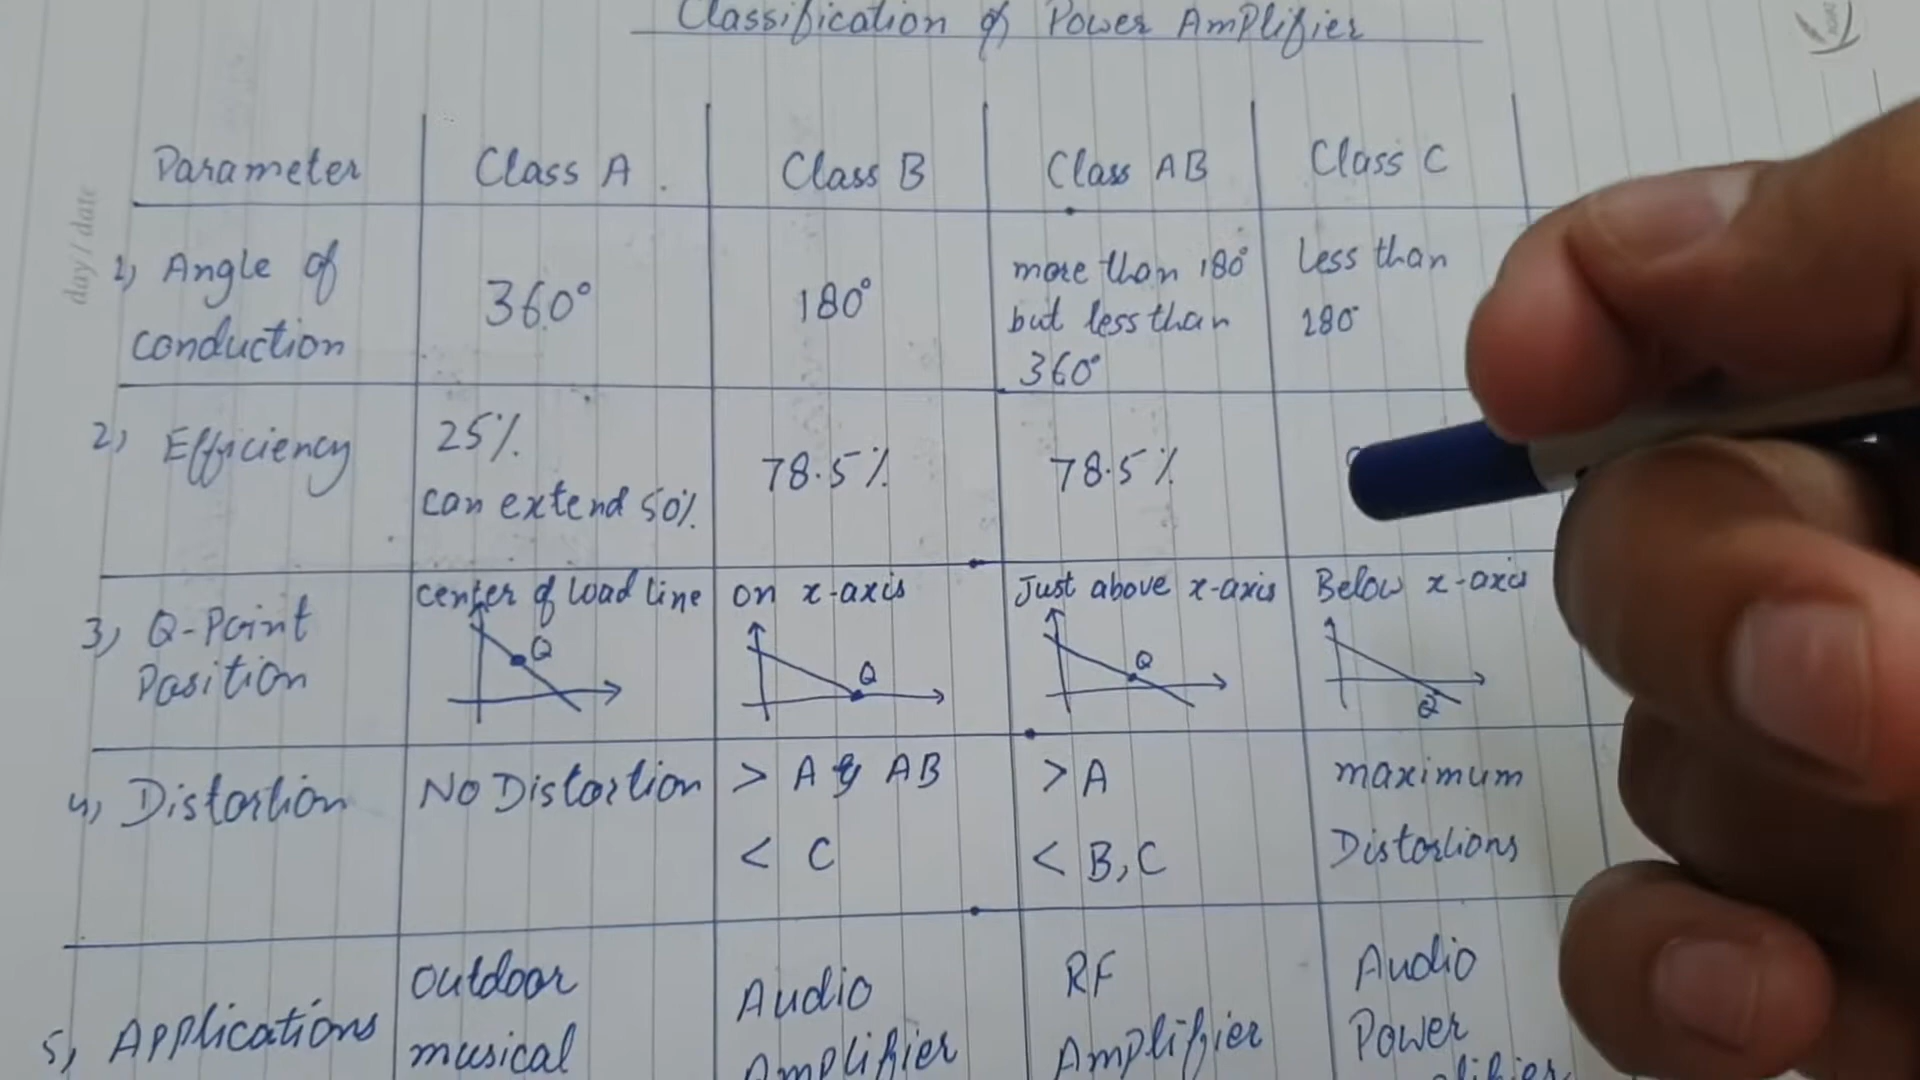 Classification of Power Amplifier
day/date
Parameter
Class A
Class B
Class AB
Class C
1) Angle of
conduction
360°
180°
more than 180°
but less than
360°
Less than
180°
2) Efficiency
25%
can extend 50%
78.5%
78.5%
3) Q-Point
Position
center of load line
Q
on x-axis
Q
Just above x-axis
Q
Below x-axis
Q
4) Distortion
No Distortion
> A & AB
< C
> A
< B, C
maximum
Distortions
5) Applications
outdoor
musical
Audio
Amplifier
RF
Amplifier
Audio
Power